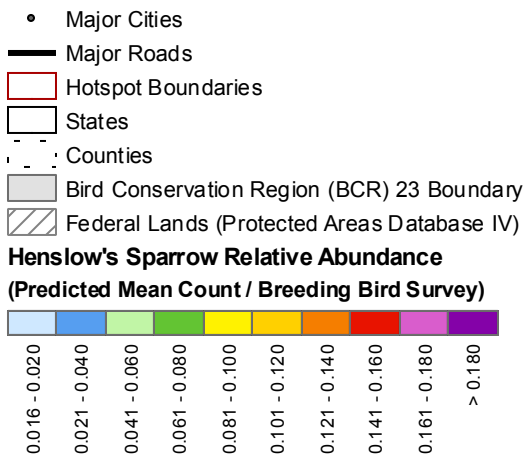 Major Cities
Major Roads
Hotspot Boundaries
States
Counties
Bird Conservation Region (BCR) 23 Boundary
Federal Lands (Protected Areas Database IV)
Henslow's Sparrow Relative Abundance
(Predicted Mean Count / Breeding Bird Survey)
0.016 - 0.020
0.021 - 0.040
0.041 - 0.060
0.061 - 0.080
0.081 - 0.100
0.101 - 0.120
0.121 - 0.140
0.141 - 0.160
0.161 - 0.180
> 0.180